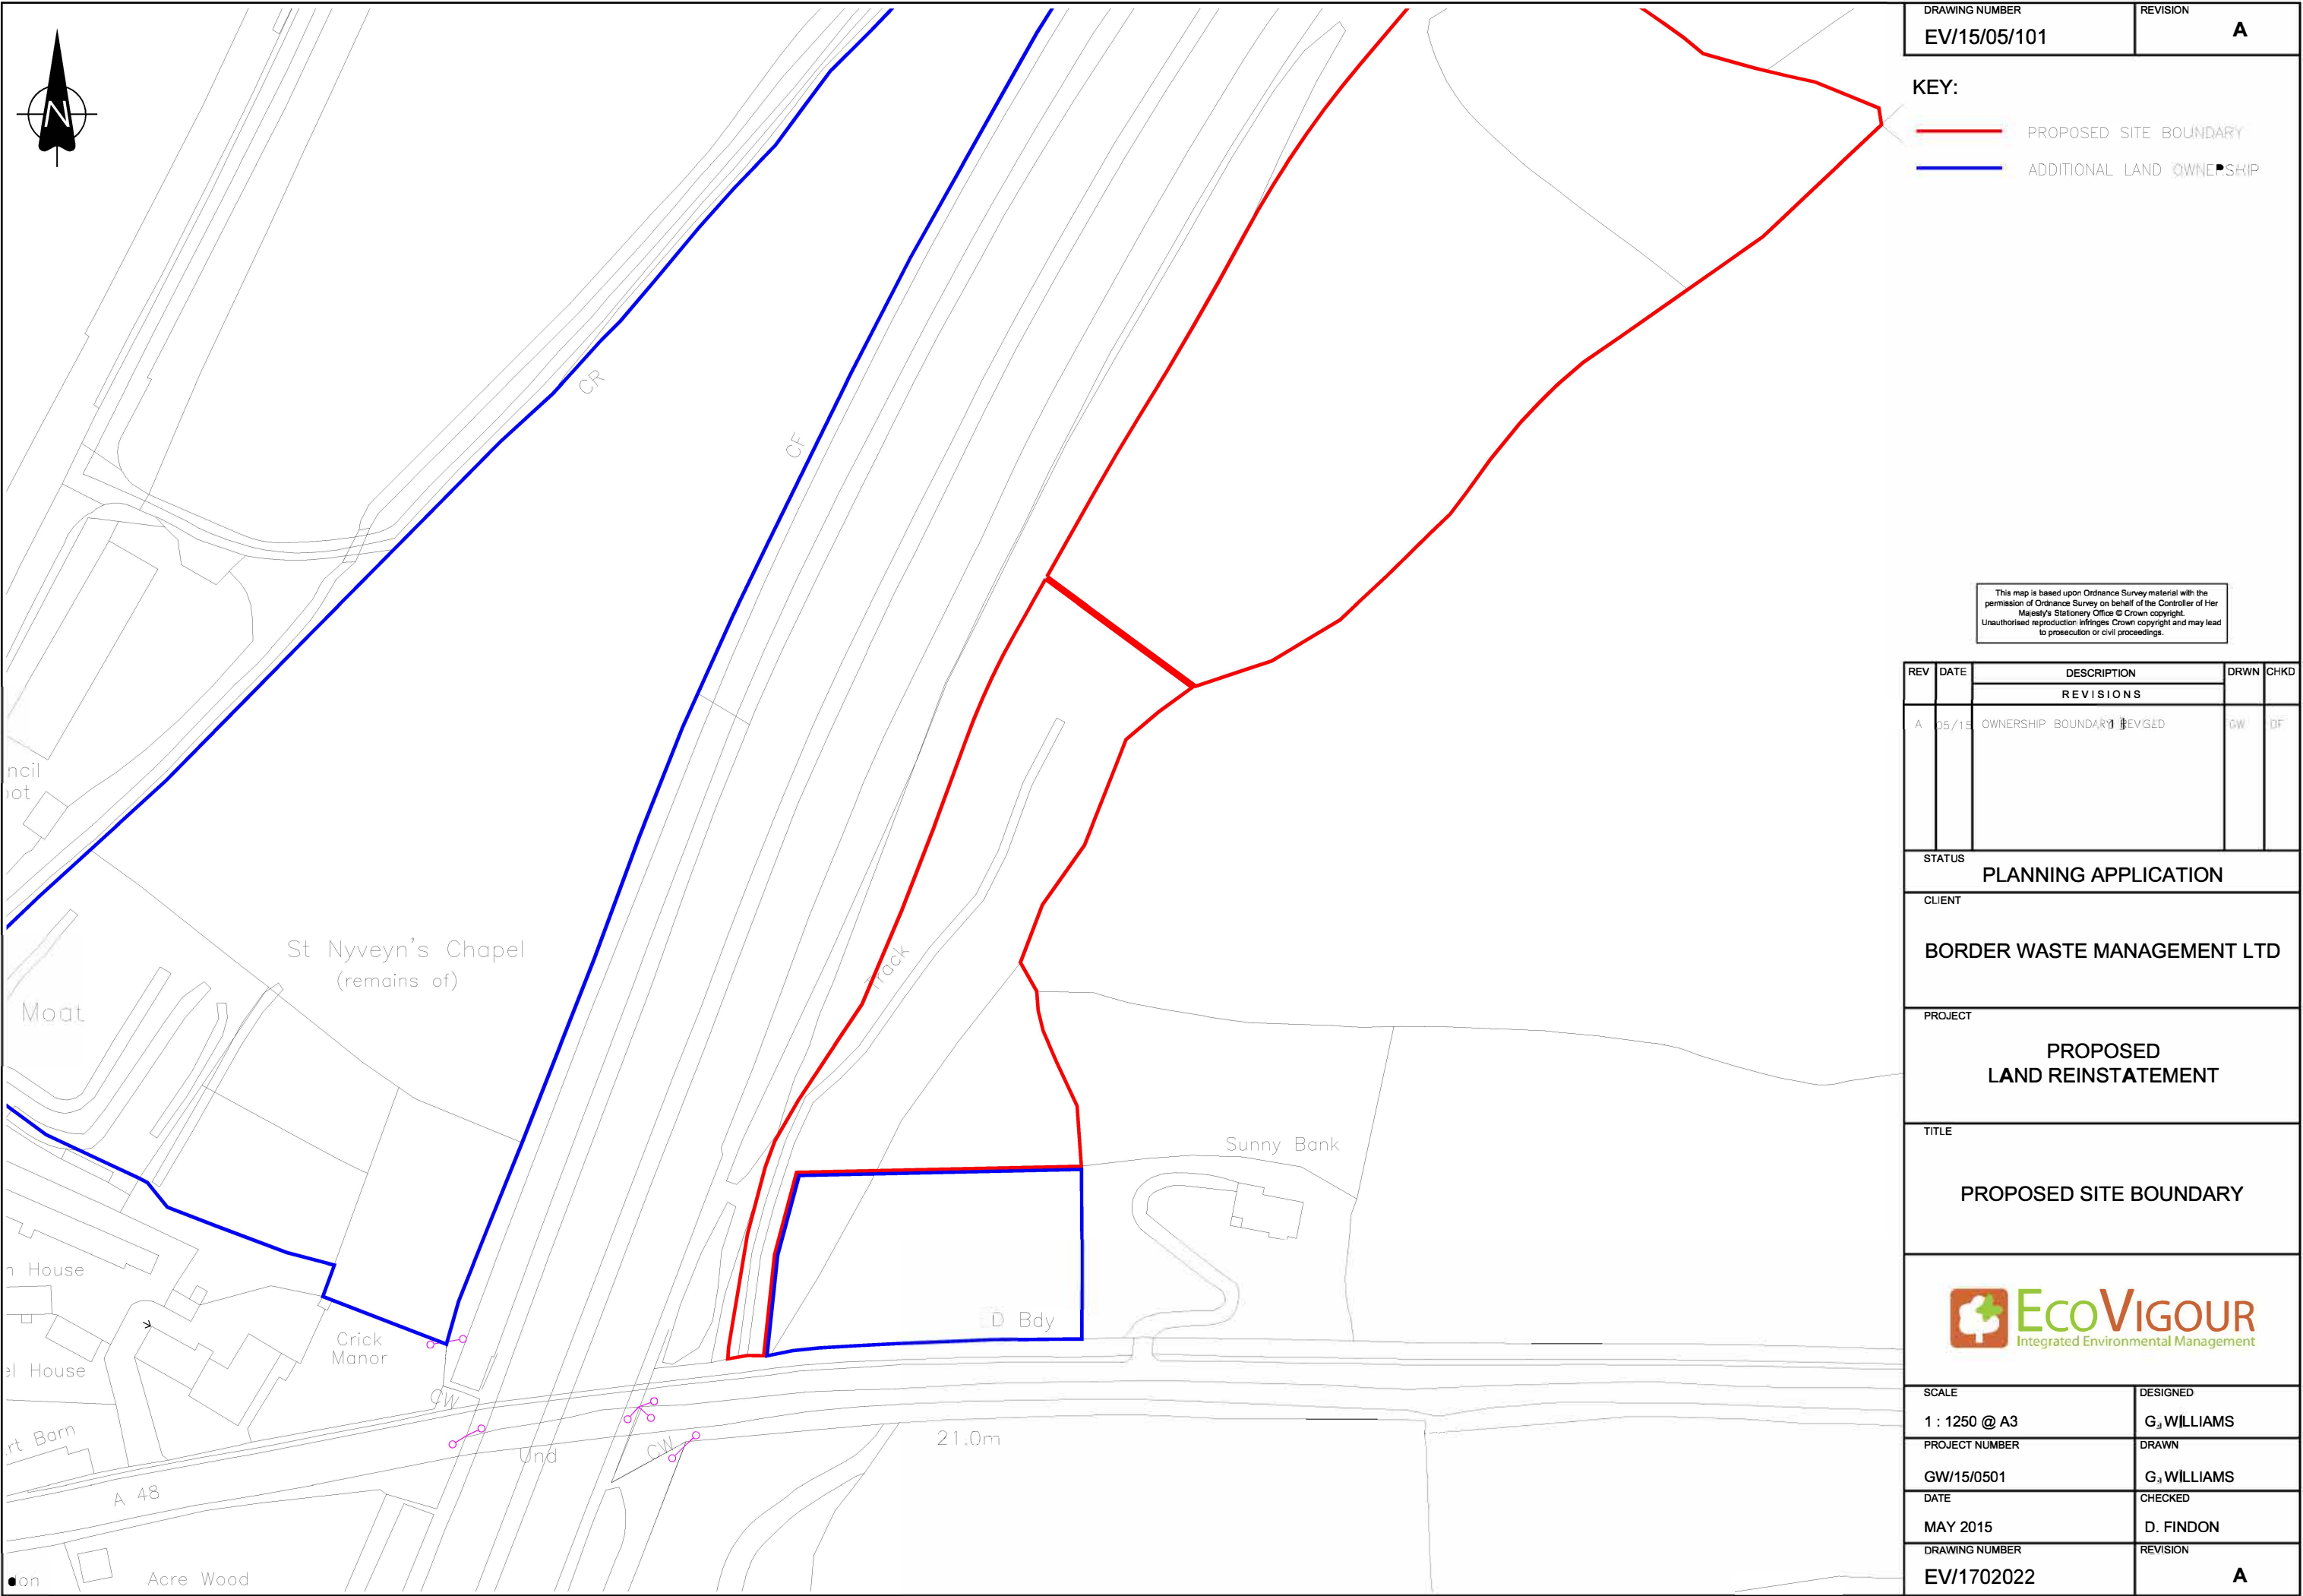 DRAWING NUMBER
EV/15/05/101
REVISION
A
KEY:
PROPOSED SITE BOUNDARY
ADDITIONAL LAND OWNERSHIP
N
CR
CF
St Nyveyn's Chapel
(remains of)
Moat
Track
Sunny Bank
D Bdy
Crick
Manor
House
House
Barn
CW
Und
CW
21.0m
A 48
Acre Wood
This map is based upon Ordnance Survey material with the
permission of Ordnance Survey on behalf of the Controller of Her
Majesty's Stationery Office © Crown copyright.
Unauthorised reproduction infringes Crown copyright and may lead
to prosecution or civil proceedings.
REV DATE DESCRIPTION DRWN CHKD
REVISIONS
A 05/15 OWNERSHIP BOUNDARY REVISED GW DF
STATUS
PLANNING APPLICATION
CLIENT
BORDER WASTE MANAGEMENT LTD
PROJECT
PROPOSED
LAND REINSTATEMENT
TITLE
PROPOSED SITE BOUNDARY
ECOVIGOUR
Integrated Environmental Management
SCALE
1 : 1250 @ A3
DESIGNED
G. WILLIAMS
PROJECT NUMBER
GW/15/0501
DRAWN
G. WILLIAMS
DATE
MAY 2015
CHECKED
D. FINDON
DRAWING NUMBER
EV/1702022
REVISION
A